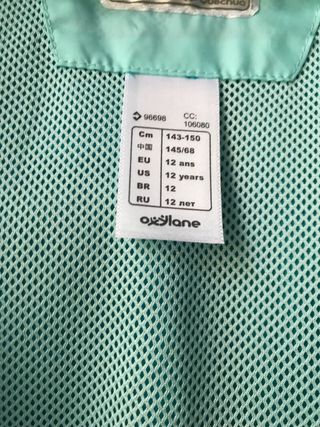 96698 CC:
106080
Cm 143-150
中国 145/68
EU 12 ans
US 12 years
BR 12
RU 12 лет
oxylane